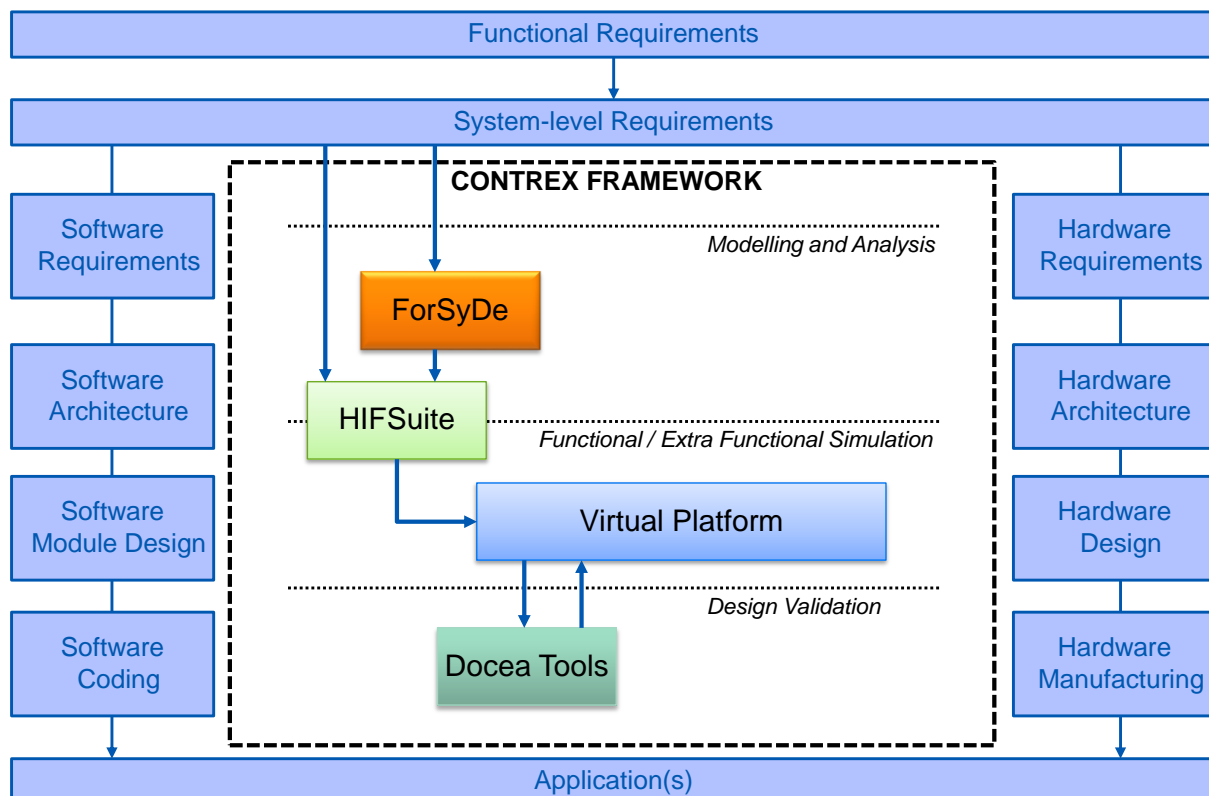 Functional Requirements
System-level Requirements
CONTREX FRAMEWORK
Software
Requirements
Modelling and Analysis
Hardware
Requirements
ForSyDe
Software
Architecture
HIFSuite
Functional / Extra Functional Simulation
Hardware
Architecture
Software
Module Design
Virtual Platform
Hardware
Design
Design Validation
Software
Coding
Docea Tools
Hardware
Manufacturing
Application(s)